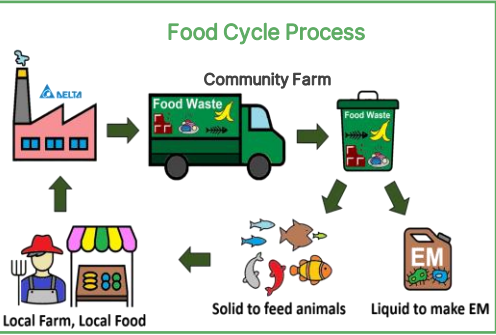 Food Cycle Process
Community Farm
DELTA
Food Waste
Food Waste
EM
Local Farm, Local Food
Solid to feed animals
Liquid to make EM